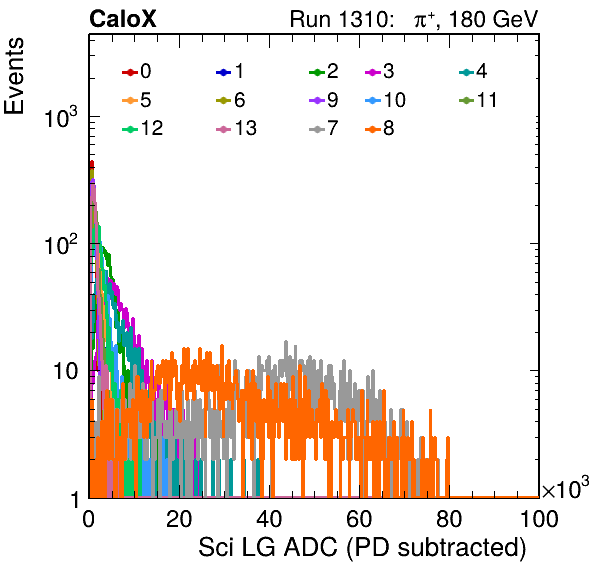 CaloX Run 1310: π⁺, 180 GeV
Events
0 1 2 3 4
5 6 9 10 11
12 13 7 8
10³
10²
10
1
0 20 40 60 80 100 ×10³
Sci LG ADC (PD subtracted)